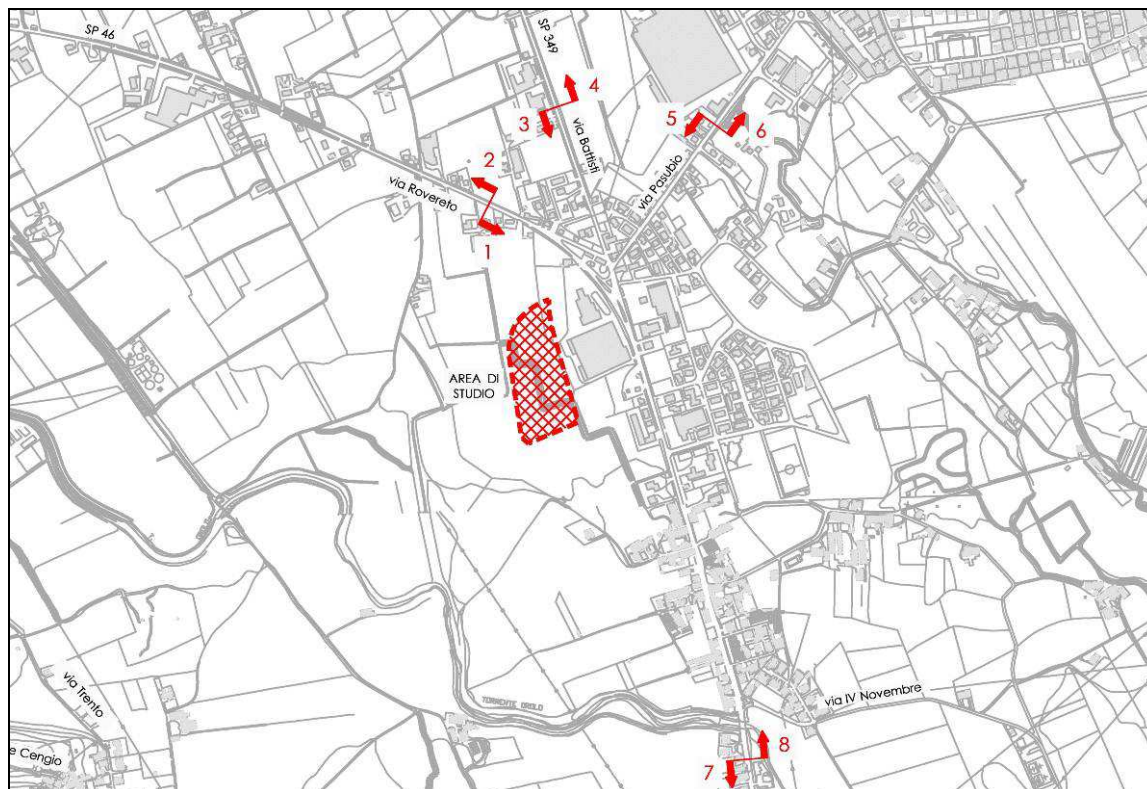 SP 46
SP 349
4
3
5
6
via Battisti
2
via Pasubio
via Rovereto
1
AREA DI
STUDIO
via Trento
TORRENTE OROLO
via IV Novembre
e Cengio
8
7